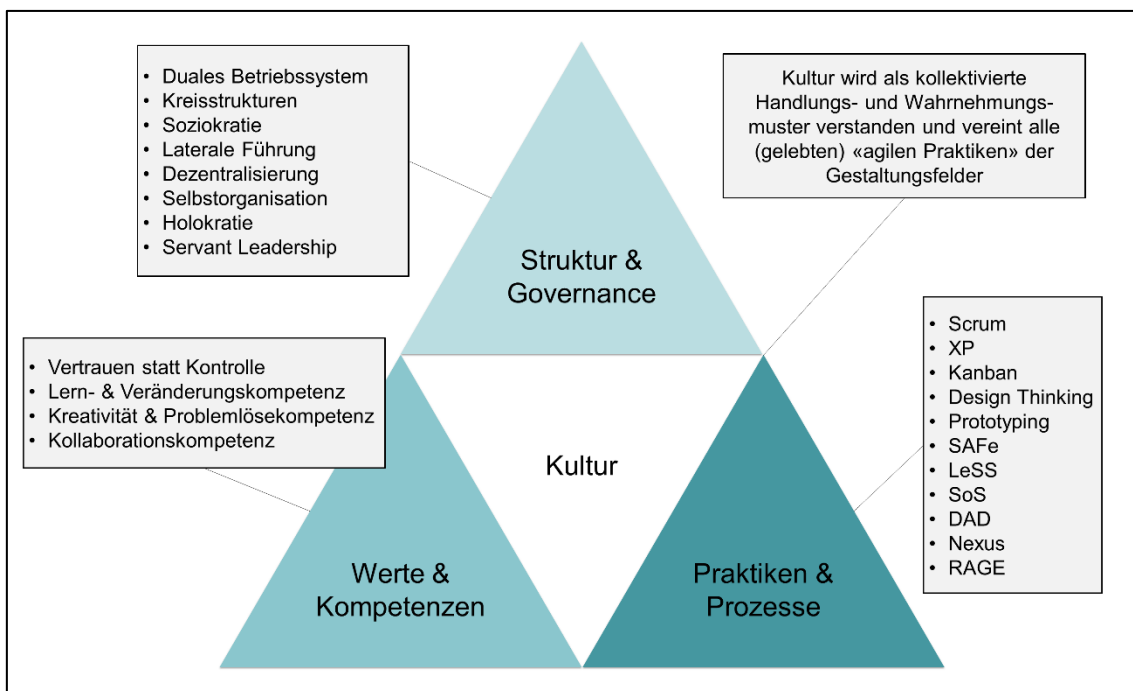 • Duales Betriebssystem
• Kreisstrukturen
• Soziokratie
• Laterale Führung
• Dezentralisierung
• Selbstorganisation
• Holokratie
• Servant Leadership
Kultur wird als kollektivierte
Handlungs- und Wahrnehmungs-
muster verstanden und vereint alle
(gelebten) «agilen Praktiken» der
Gestaltungsfelder
Struktur &
Governance
• Vertrauen statt Kontrolle
• Lern- & Veränderungskompetenz
• Kreativität & Problemlösekompetenz
• Kollaborationskompetenz
Kultur
• Scrum
• XP
• Kanban
• Design Thinking
• Prototyping
• SAFe
• LeSS
• SoS
• DAD
• Nexus
• RAGE
Werte &
Kompetenzen
Praktiken &
Prozesse